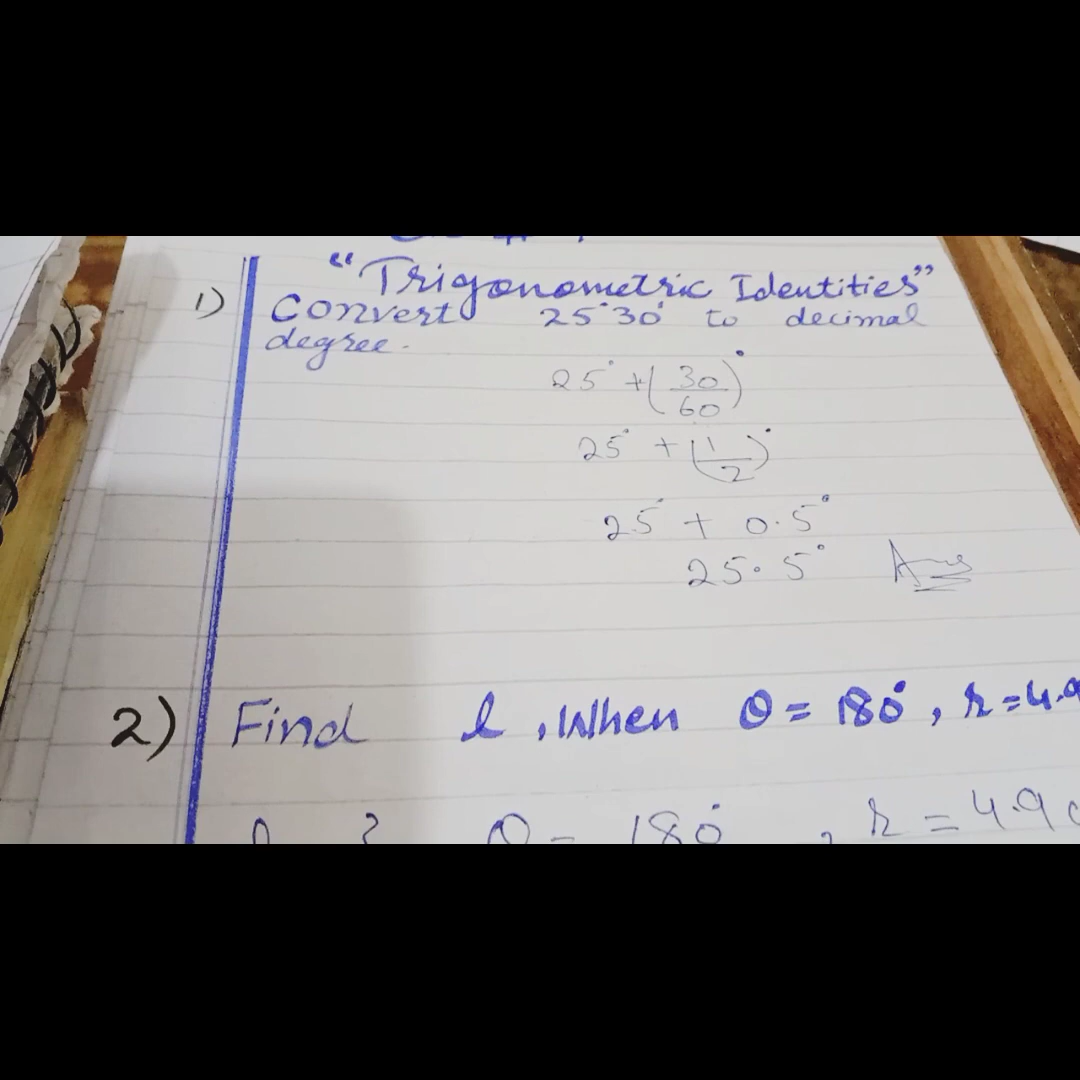 "Trigonometric Identities"
1) Convert 25°30' to decimal
degree.
25° + (30/60)°
25° + (1/2)°
25° + 0.5°
25.5° Ans
2) Find l, When θ = 180°, r = 4.9
θ = 180°, r = 4.9 c